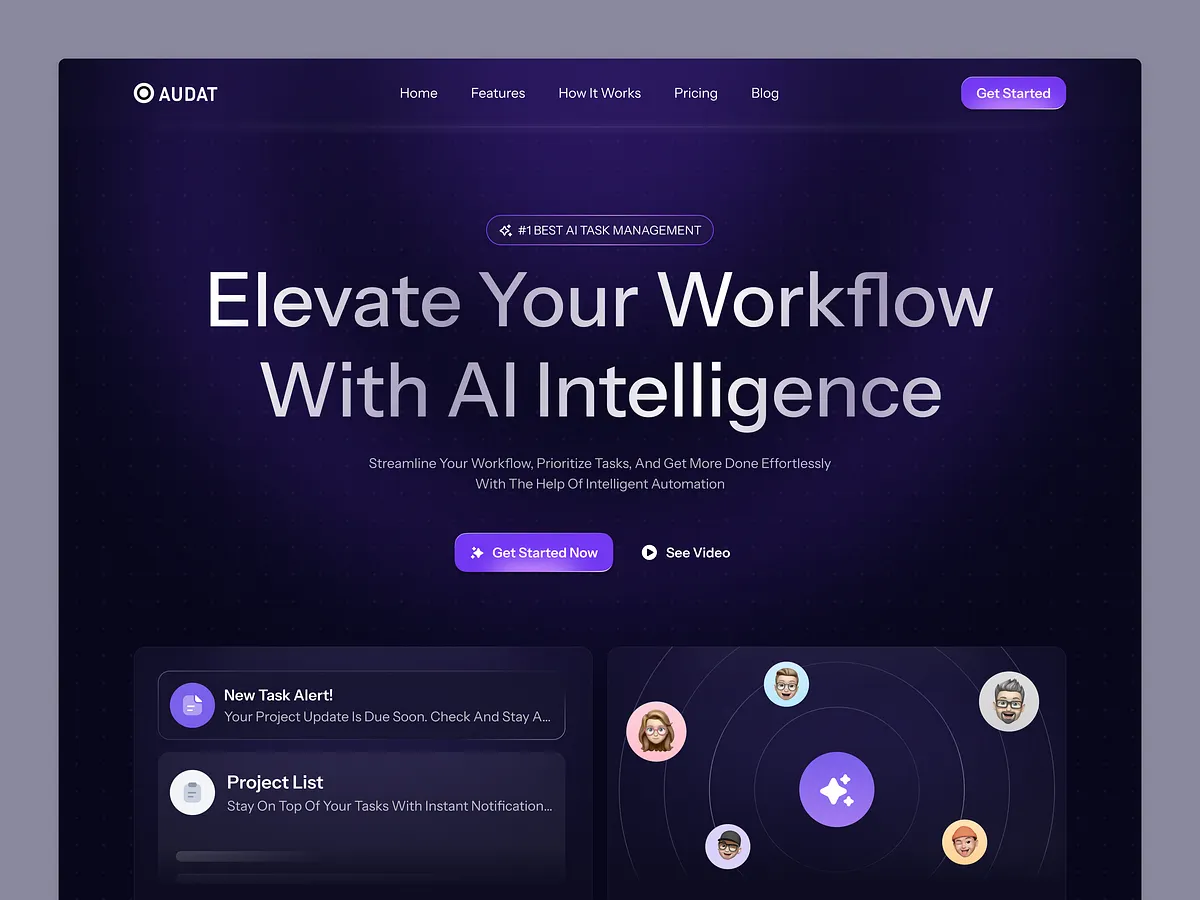 AUDAT
Home
Features
How It Works
Pricing
Blog
Get Started
#1 BEST AI TASK MANAGEMENT
Elevate Your Workflow
With AI Intelligence
Streamline Your Workflow, Prioritize Tasks, And Get More Done Effortlessly
With The Help Of Intelligent Automation
Get Started Now
See Video
New Task Alert!
Your Project Update Is Due Soon. Check And Stay A...
Project List
Stay On Top Of Your Tasks With Instant Notification...